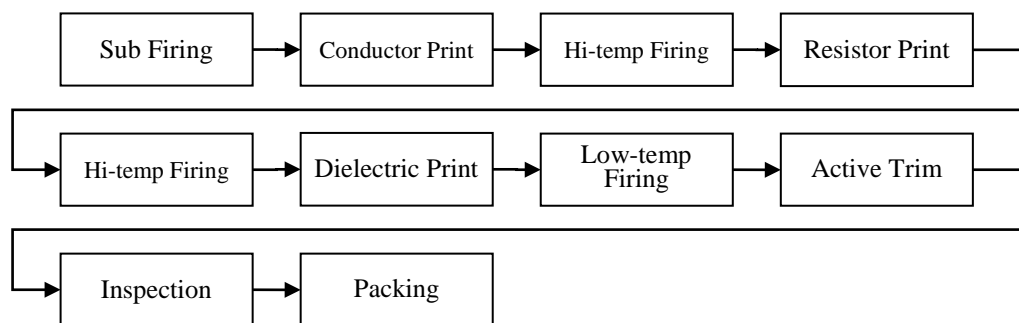 Sub Firing
Conductor Print
Hi-temp Firing
Resistor Print
Hi-temp Firing
Dielectric Print
Low-temp
Firing
Active Trim
Inspection
Packing